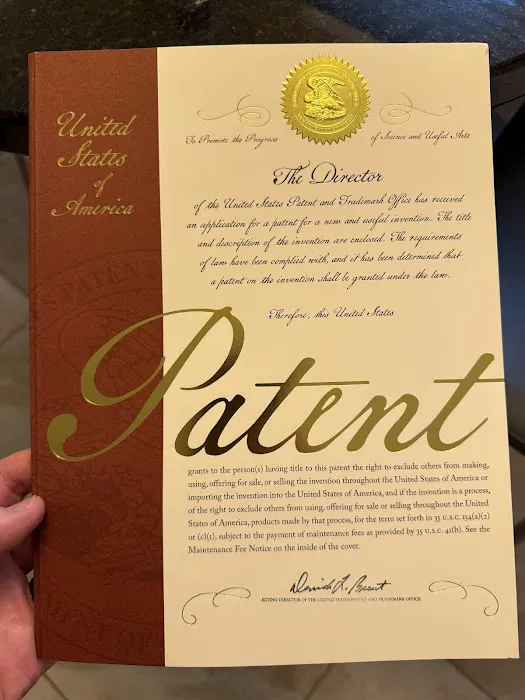 United
States
of
America
To Promote the Progress
of Science and Useful Arts
The Director
of the United States Patent and Trademark Office has received
an application for a patent for a new and useful invention. The title
and description of the invention are enclosed. The requirements
of law have been complied with, and it has been determined that
a patent on the invention shall be granted under the law.
Therefore, this United States
Patent
grants to the person(s) having title to this patent the right to exclude others from making,
using, offering for sale, or selling the invention throughout the United States of America or
importing the invention into the United States of America, and if the invention is a process,
of the right to exclude others from using, offering for sale or selling throughout the United
States of America, products made by that process, for the term set forth in 35 U.S.C. 154(a)(2)
or (c)(1), subject to the payment of maintenance fees as provided by 35 U.S.C. 41(b). See the
Maintenance Fee Notice on the inside of the cover.
ACTING DIRECTOR OF THE UNITED STATES PATENT AND TRADEMARK OFFICE